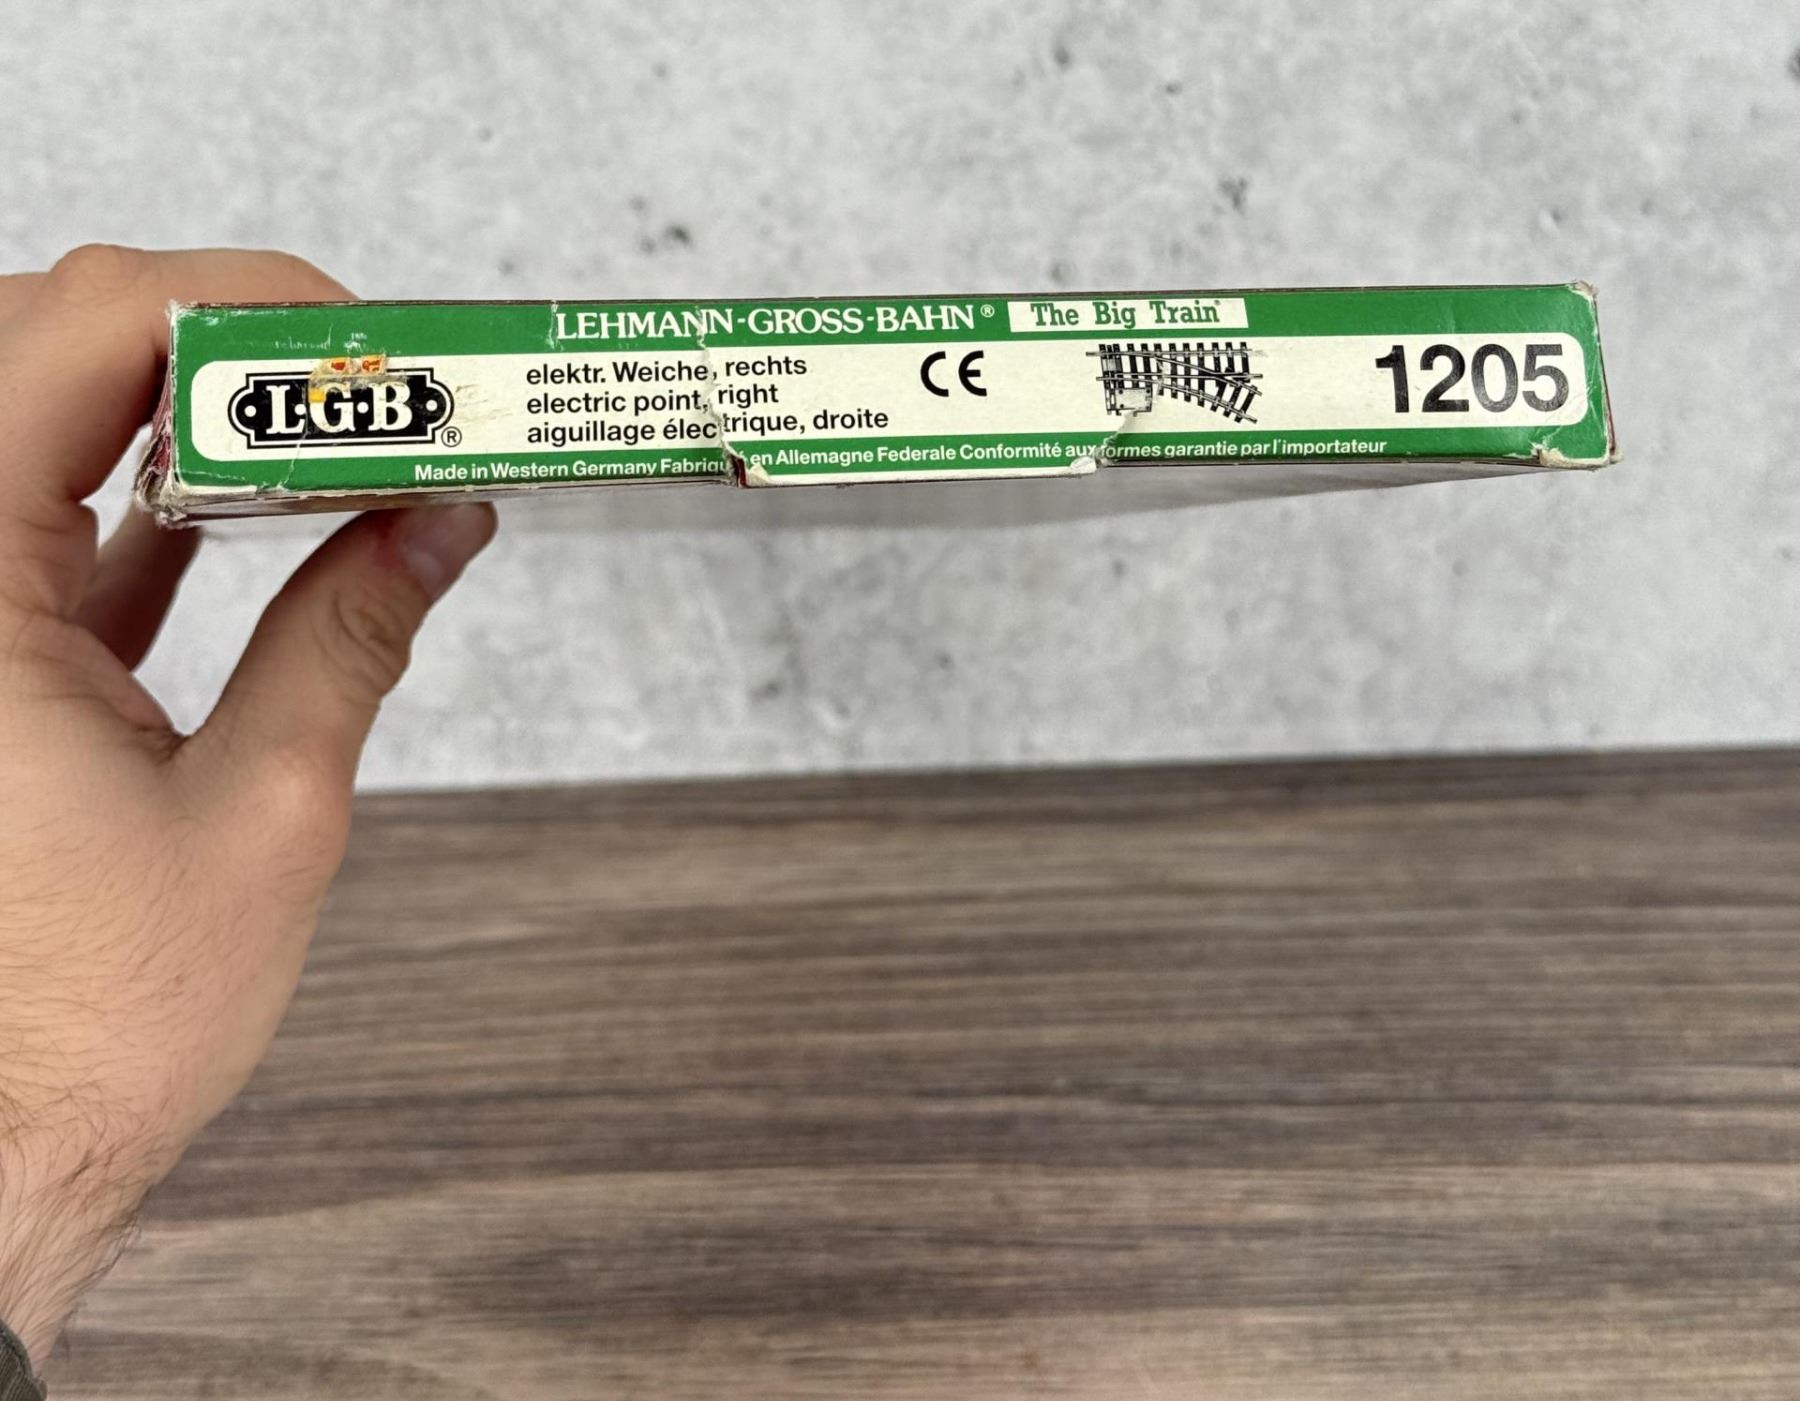 LEHMANN-GROSS-BAHN® The Big Train®
L·G·B®
elektr. Weiche, rechts
electric point, right
aiguillage électrique, droite
CE
1205
Made in Western Germany Fabriqué en Allemagne Federale Conformité aux formes garantie par l'importateur